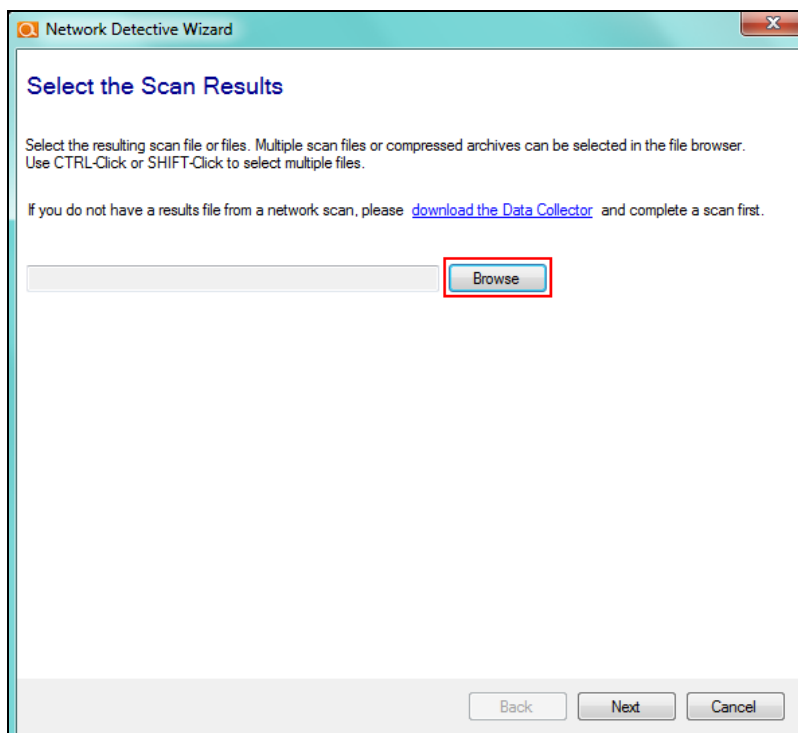 Network Detective Wizard
X
Select the Scan Results
Select the resulting scan file or files. Multiple scan files or compressed archives can be selected in the file browser.
Use CTRL-Click or SHIFT-Click to select multiple files.
If you do not have a results file from a network scan, please download the Data Collector and complete a scan first.
Browse
Back Next Cancel